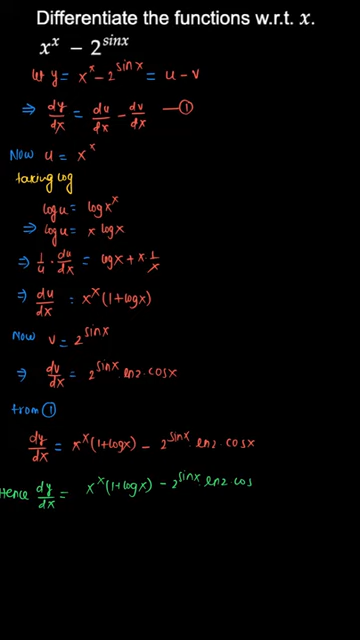 Differentiate the functions w.r.t. x.
x^x − 2^{sinx}
let y = x^x − 2^{sinx} = u − v
⇒ dy/dx = du/dx − dv/dx —①
Now u = x^x
taking log
log u = log x^x
⇒ log u = x log x
⇒ 1/u · du/dx = log x + x · 1/x
⇒ du/dx = x^x (1+log x)
Now v = 2^{sinx}
⇒ dv/dx = 2^{sinx} · ln2 · cosx
from ①
dy/dx = x^x (1+log x) − 2^{sinx} · ln2 · cosx
Hence dy/dx = x^x (1+log x) − 2^{sinx} · ln2 · cos